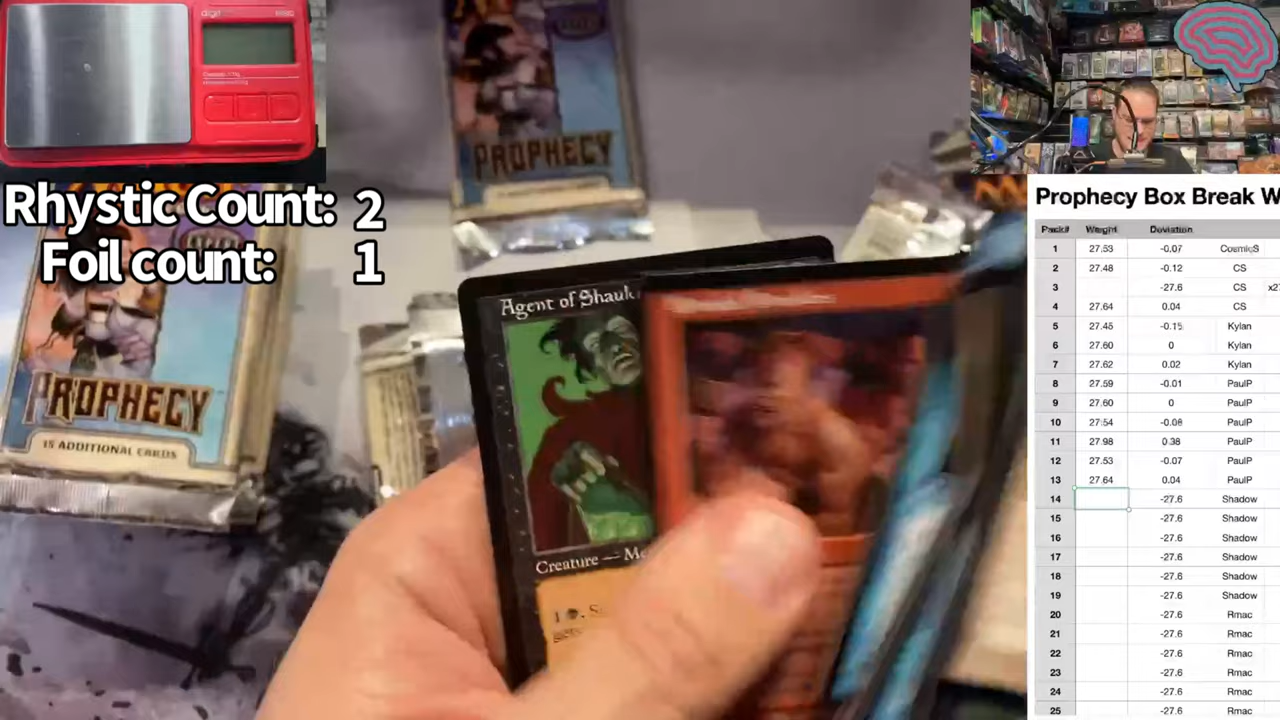 PROPHECY
Rhystic Count: 2
Foil count: 1
PROPHECY
15 ADDITIONAL CARDS
Agent of Shauk
Creature — Me
Prophecy Box Break W
Pack# Weight Deviation
1 27.53 -0.07 CosmicS
2 27.48 -0.12 CS
3 -27.6 CS x2
4 27.64 0.04 CS
5 27.45 -0.15 Kylan
6 27.60 0 Kylan
7 27.62 0.02 Kylan
8 27.59 -0.01 PaulP
9 27.60 0 PaulP
10 27.54 -0.06 PaulP
11 27.98 0.38 PaulP
12 27.53 -0.07 PaulP
13 27.64 0.04 PaulP
14 -27.6 Shadow
15 -27.6 Shadow
16 -27.6 Shadow
17 -27.6 Shadow
18 -27.6 Shadow
19 -27.6 Shadow
20 -27.6 Rmac
21 -27.6 Rmac
22 -27.6 Rmac
23 -27.6 Rmac
24 -27.6 Rmac
25 -27.6 Rmac